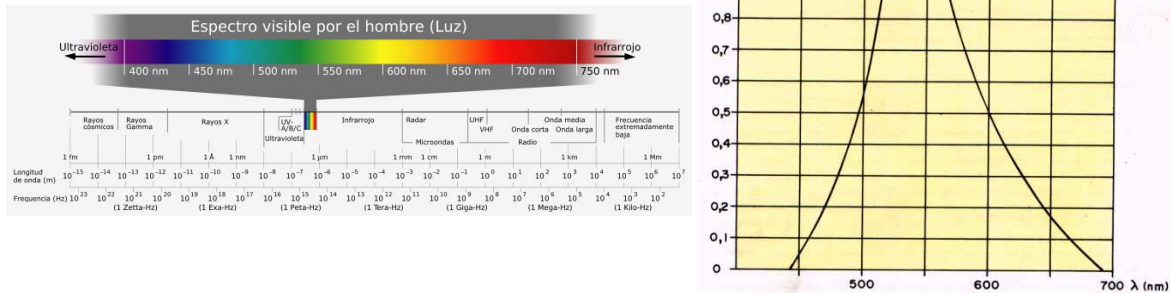 Espectro visible por el hombre (Luz)
Ultravioleta
Infrarrojo
400 nm 450 nm 500 nm 550 nm 600 nm 650 nm 700 nm 750 nm
Rayos cósmicos
Rayos Gamma
Rayos X
UV-A/B/C
Ultravioleta
Infrarrojo
Radar
Microondas
UHF
VHF
Onda corta
Onda media
Onda larga
Radio
Frecuencia extremadamente baja
1 fm 1 pm 1 Å 1 nm 1 µm 1 mm 1 cm 1 m 1 km 1 Mm
Longitud de onda (m) 10⁻¹⁵ 10⁻¹⁴ 10⁻¹³ 10⁻¹² 10⁻¹¹ 10⁻¹⁰ 10⁻⁹ 10⁻⁸ 10⁻⁷ 10⁻⁶ 10⁻⁵ 10⁻⁴ 10⁻³ 10⁻² 10⁻¹ 10⁰ 10¹ 10² 10³ 10⁴ 10⁵ 10⁶ 10⁷
Frequencia (Hz) 10²³ 10²² 10²¹ 10²⁰ 10¹⁹ 10¹⁸ 10¹⁷ 10¹⁶ 10¹⁵ 10¹⁴ 10¹³ 10¹² 10¹¹ 10¹⁰ 10⁹ 10⁸ 10⁷ 10⁶ 10⁵ 10⁴ 10³ 10²
(1 Zetta-Hz) (1 Exa-Hz) (1 Peta-Hz) (1 Tera-Hz) (1 Giga-Hz) (1 Mega-Hz) (1 Kilo-Hz)
0,8
0,7
0,6
0,5
0,4
0,3
0,2
0,1
0
500 600 700 λ (nm)